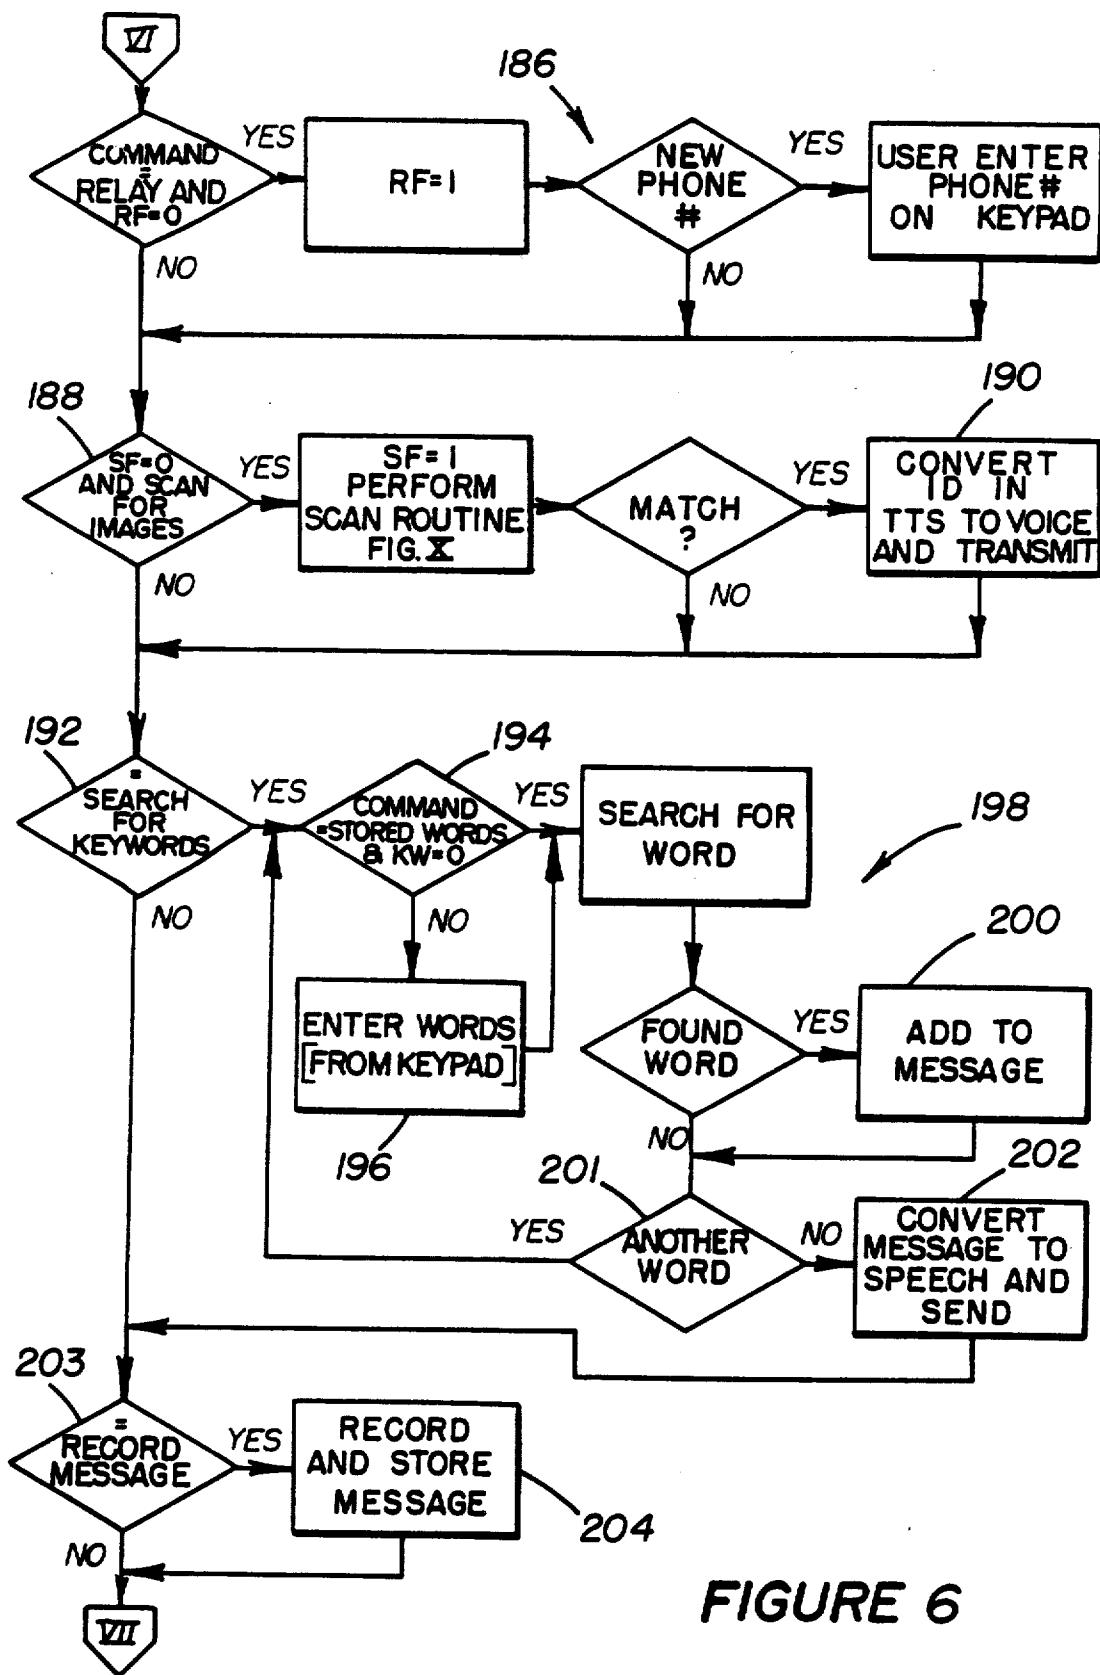 VI
186
COMMAND
=
RELAY AND
RF=0
YES
RF=1
NEW
PHONE
#
YES
USER ENTER
PHONE #
ON KEYPAD
NO
NO
188
190
SF=0
AND SCAN
FOR
IMAGES
YES
SF=1
PERFORM
SCAN ROUTINE
FIG. X
MATCH
?
YES
CONVERT
ID IN
TTS TO VOICE
AND TRANSMIT
NO
NO
192
194
=
SEARCH
FOR
KEYWORDS
YES
COMMAND
=STORED WORDS
& KW=0
YES
SEARCH FOR
WORD
198
NO
NO
ENTER WORDS
[FROM KEYPAD]
196
FOUND
WORD
YES
200
ADD TO
MESSAGE
NO
201
ANOTHER
WORD
YES
NO
202
CONVERT
MESSAGE TO
SPEECH AND
SEND
203
=
RECORD
MESSAGE
YES
RECORD
AND STORE
MESSAGE
204
NO
VII
FIGURE 6